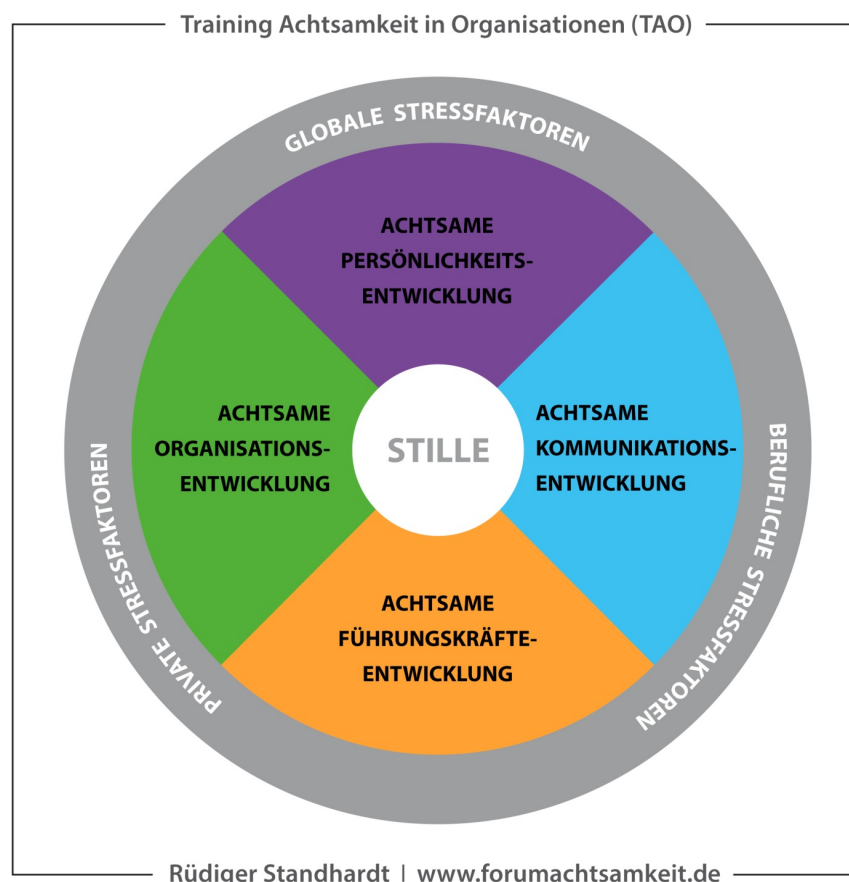 Training Achtsamkeit in Organisationen (TAO)
GLOBALE STRESSFAKTOREN
ACHTSAME
PERSÖNLICHKEITS-
ENTWICKLUNG
ACHTSAME
ORGANISATIONS-
ENTWICKLUNG
STILLE
ACHTSAME
KOMMUNIKATIONS-
ENTWICKLUNG
ACHTSAME
FÜHRUNGSKRÄFTE-
ENTWICKLUNG
PRIVATE STRESSFAKTOREN
BERUFLICHE STRESSFAKTOREN
Rüdiger Standhardt | www.forumachtsamkeit.de